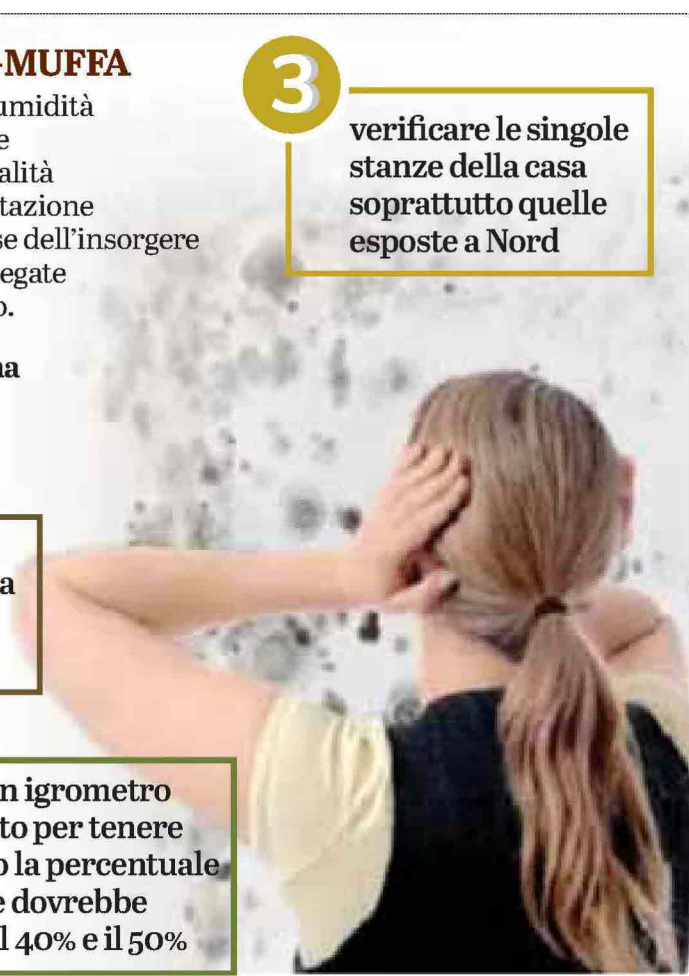 -MUFFA
umidità
e
alità
tazione
se dell'insorgere
egate
o.
na
3
verificare le singole
stanze della casa
soprattutto quelle
esposte a Nord
a
n igrometro
to per tenere
o la percentuale
e dovrebbe
l 40% e il 50%